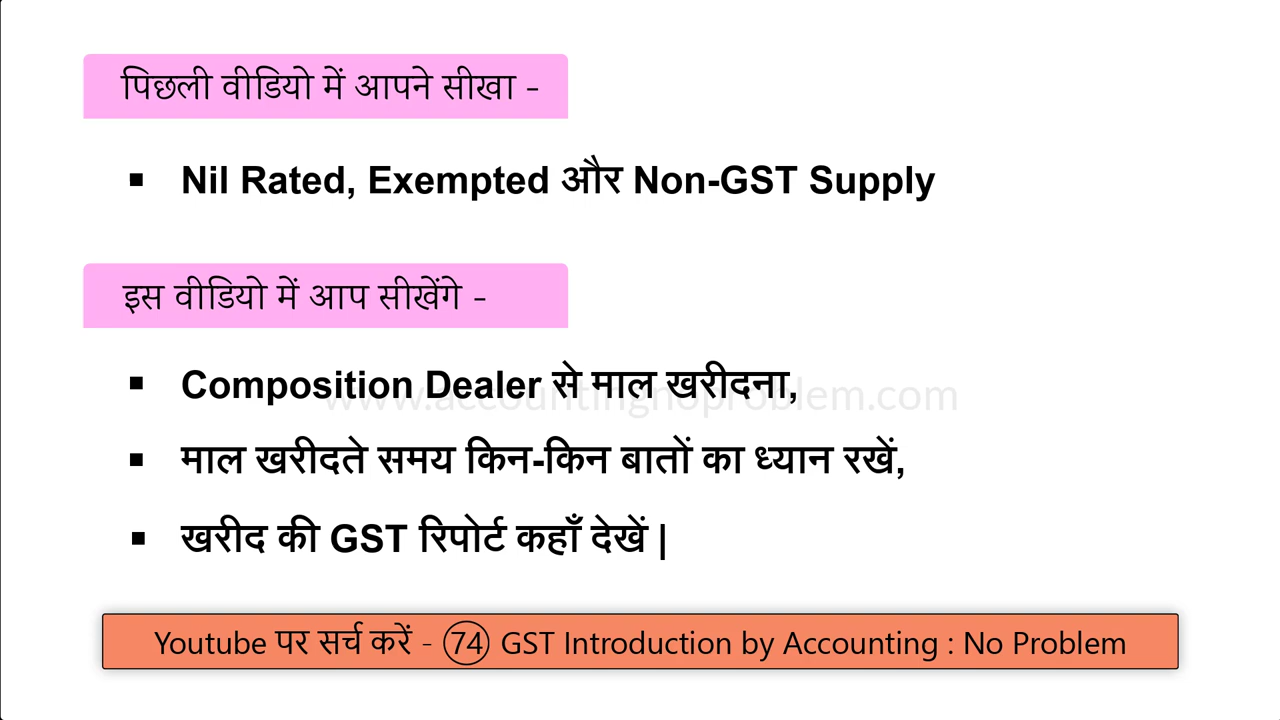 पिछली वीडियो में आपने सीखा -
▪ Nil Rated, Exempted और Non-GST Supply
इस वीडियो में आप सीखेंगे -
▪ Composition Dealer से माल खरीदना,
www.accountingnoproblem.com
▪ माल खरीदते समय किन-किन बातों का ध्यान रखें,
▪ खरीद की GST रिपोर्ट कहाँ देखें |
Youtube पर सर्च करें - 74 GST Introduction by Accounting : No Problem